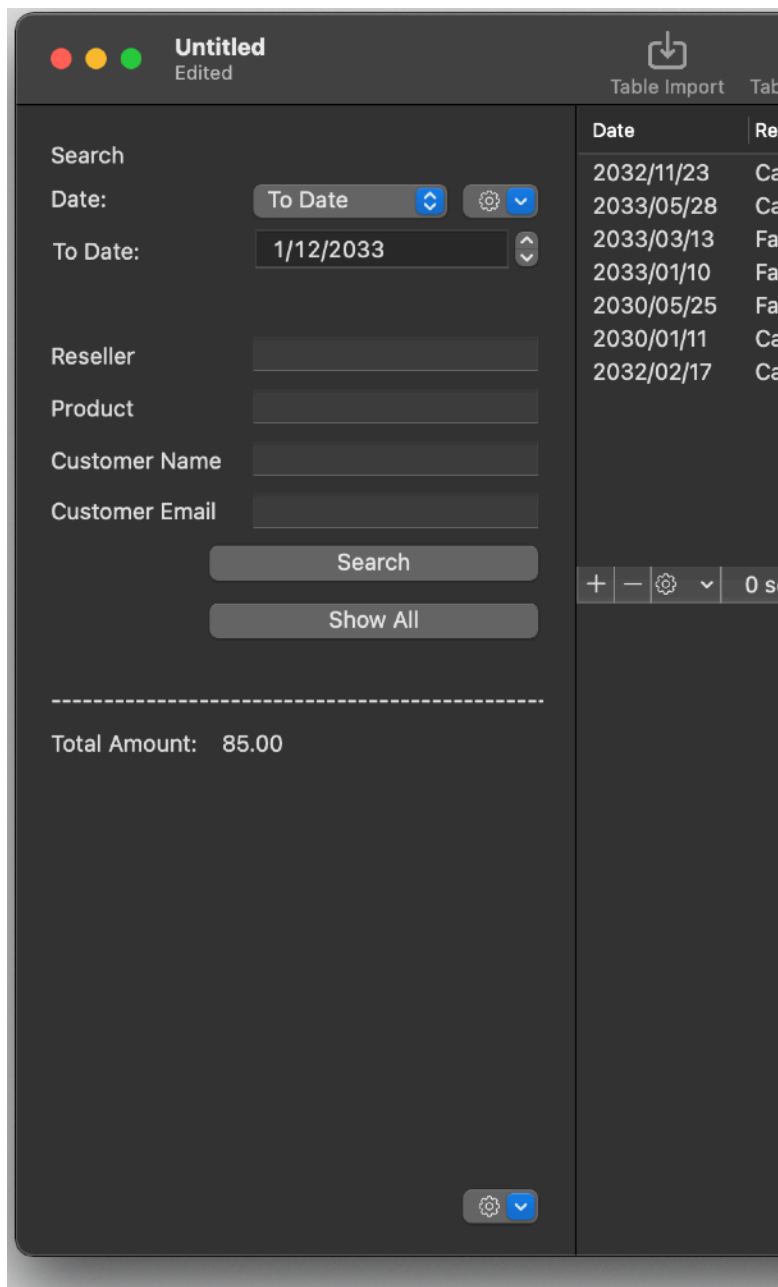 Untitled
Edited
Table Import
Search
Date: To Date
To Date: 1/12/2033
Reseller
Product
Customer Name
Customer Email
Search
Show All
Total Amount: 85.00
Date
2032/11/23
2033/05/28
2033/03/13
2033/01/10
2030/05/25
2030/01/11
2032/02/17
0